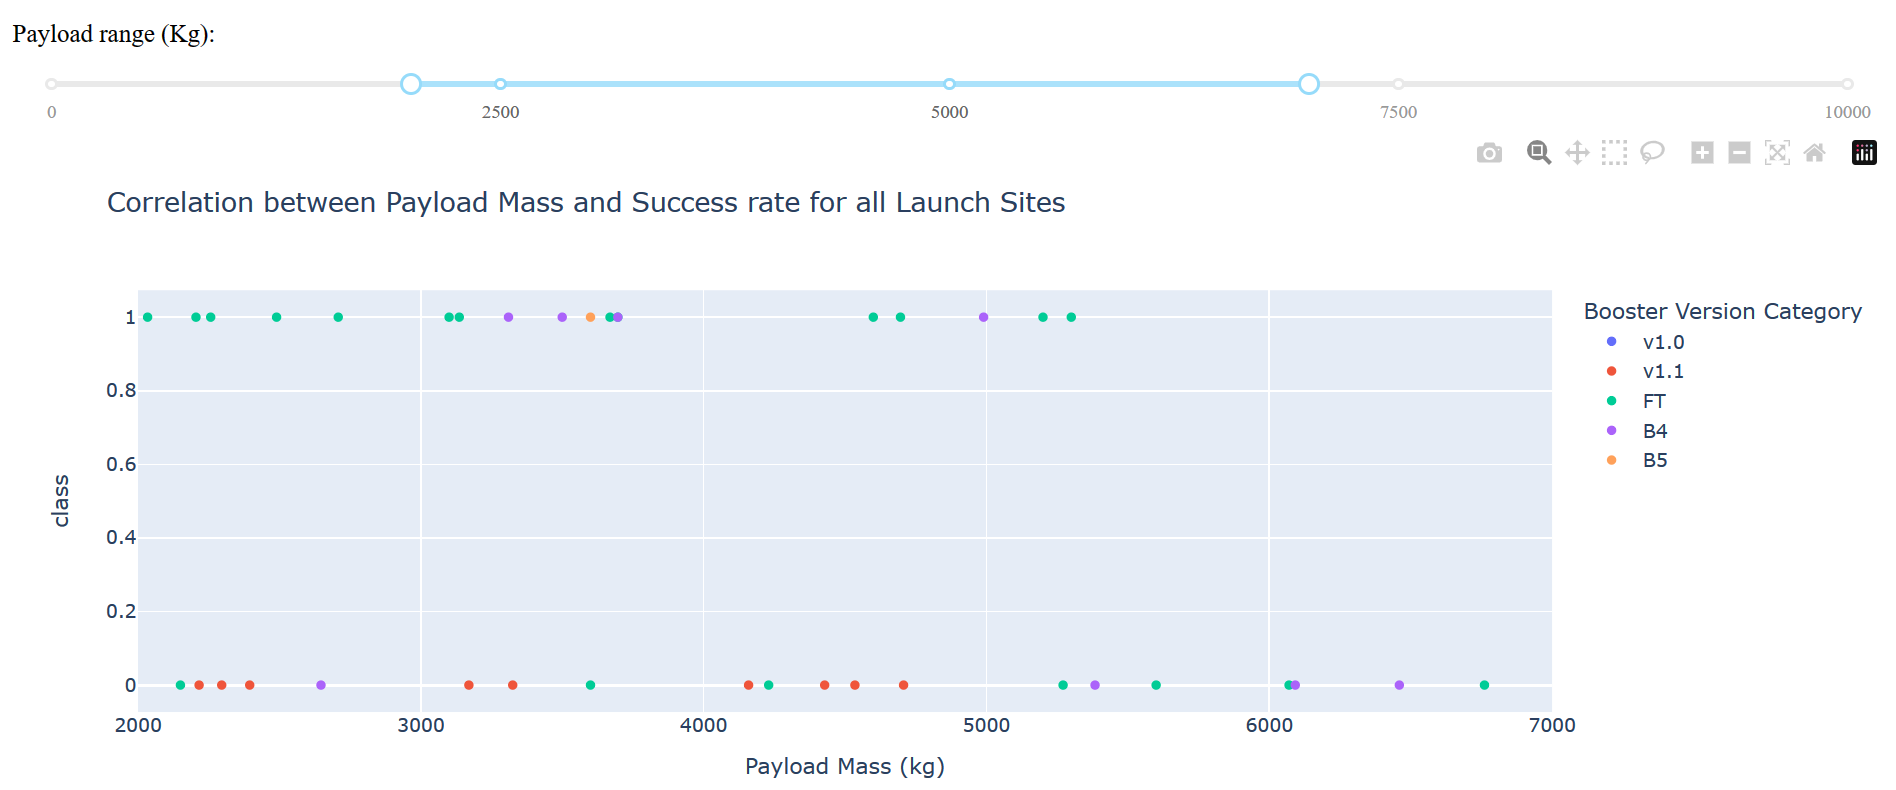 Payload range (Kg):
0 2500 5000 7500 10000
Correlation between Payload Mass and Success rate for all Launch Sites
Booster Version Category
v1.0
v1.1
FT
B4
B5
class
1
0.8
0.6
0.4
0.2
0
2000 3000 4000 5000 6000 7000
Payload Mass (kg)